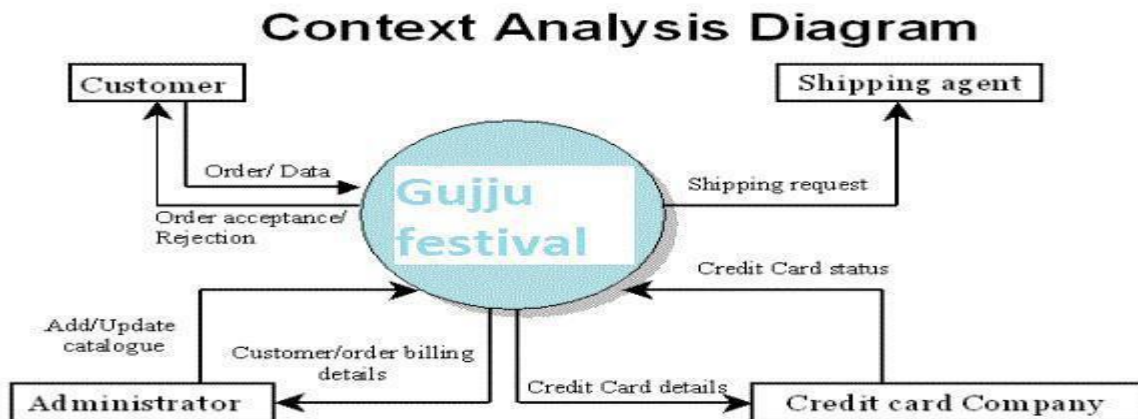 Context Analysis Diagram
Customer
Shipping agent
Order/ Data
Order acceptance/
Rejection
Gujju
festival
Shipping request
Credit Card status
Add/Update
catalogue
Customer/order billing
details
Credit Card details
Administrator
Credit card Company